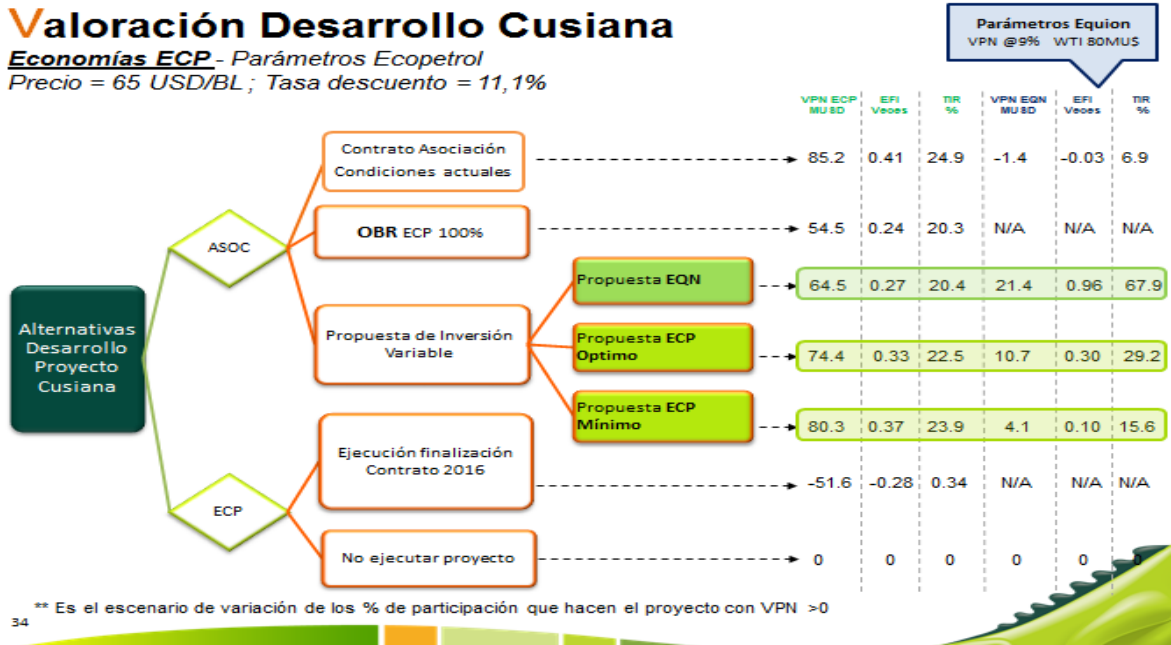 Valoración Desarrollo Cusiana
Economías ECP - Parámetros Ecopetrol
Precio = 65 USD/BL ; Tasa descuento = 11,1%
Parámetros Equion
VPN @9% WTI 80MU$
VPN ECP EFI TIR VPN EQN EFI TIR
MUSD Veces % MUSD Veces %
Contrato Asociación
Condiciones actuales
85.2 0.41 24.9 -1.4 -0.03 6.9
OBR ECP 100%
54.5 0.24 20.3 N/A N/A N/A
ASOC
Propuesta EQN
64.5 0.27 20.4 21.4 0.96 67.9
Propuesta de Inversión
Variable
Propuesta ECP
Optimo
74.4 0.33 22.5 10.7 0.30 29.2
Alternativas
Desarrollo
Proyecto
Cusiana
Propuesta ECP
Mínimo
80.3 0.37 23.9 4.1 0.10 15.6
Ejecución finalización
Contrato 2016
-51.6 -0.28 0.34 N/A N/A N/A
ECP
No ejecutar proyecto
0 0 0 0 0 0
** Es el escenario de variación de los % de participación que hacen el proyecto con VPN >0
34